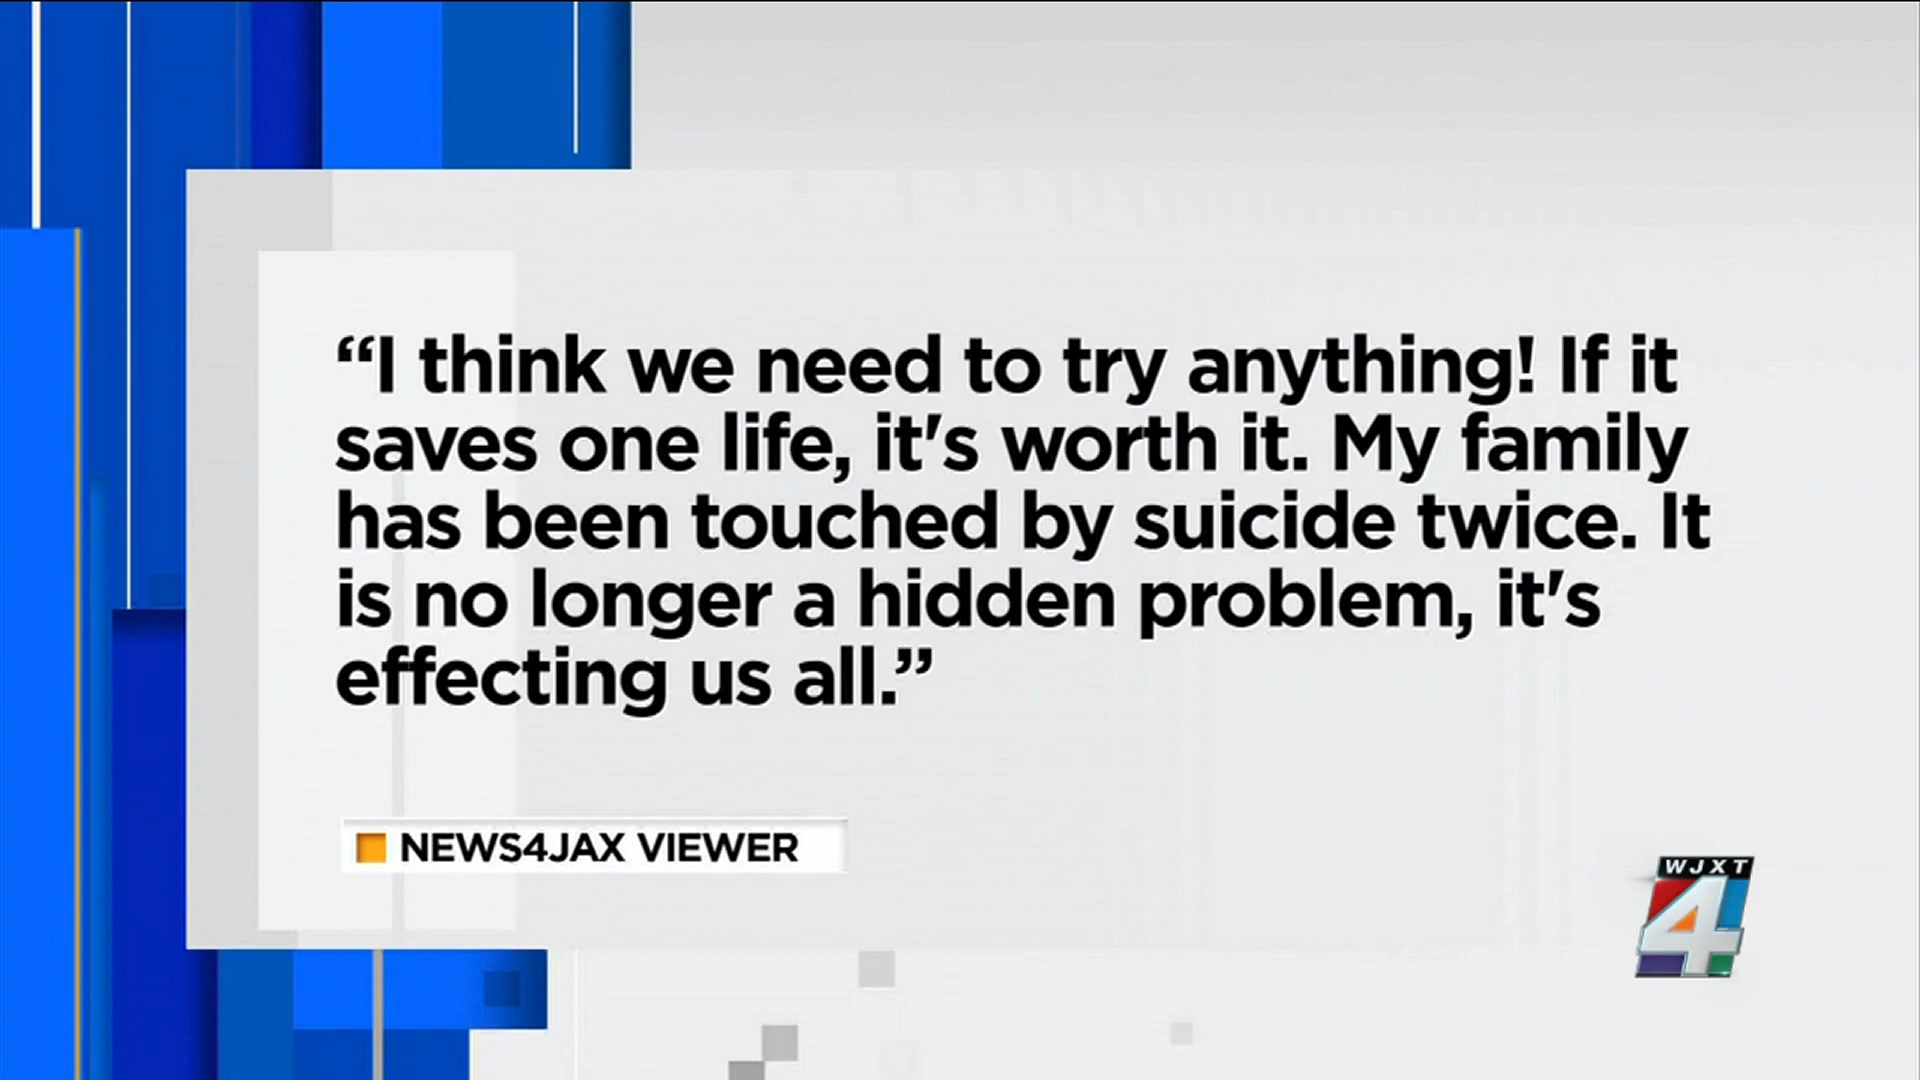 “I think we need to try anything! If it
saves one life, it's worth it. My family
has been touched by suicide twice. It
is no longer a hidden problem, it's
effecting us all.”
NEWS4JAX VIEWER
WJXT
4